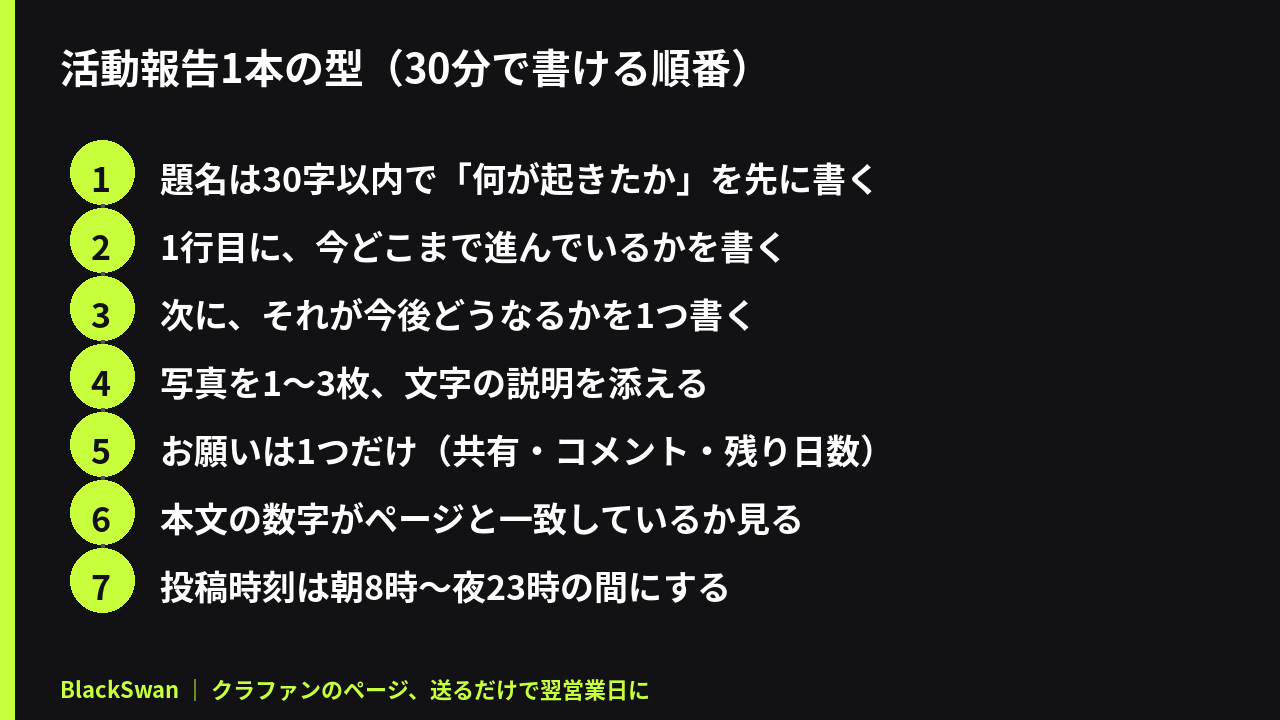 活動報告1本の型（30分で書ける順番）
1 題名は30字以内で「何が起きたか」を先に書く
2 1行目に、今どこまで進んでいるかを書く
3 次に、それが今後どうなるかを1つ書く
4 写真を1〜3枚、文字の説明を添える
5 お願いは1つだけ（共有・コメント・残り日数）
6 本文の数字がページと一致しているか見る
7 投稿時刻は朝8時〜夜23時の間にする
BlackSwan｜クラファンのページ、送るだけで翌営業日に